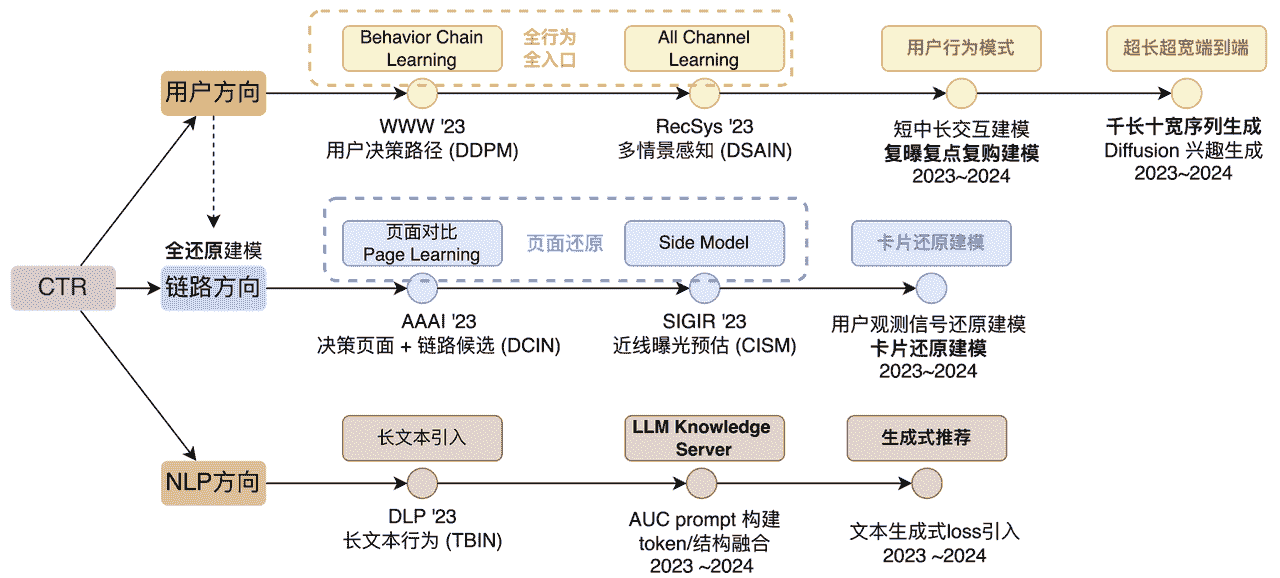 CTR
用户方向
Behavior Chain
Learning
全行为
全入口
All Channel
Learning
用户行为模式
超长超宽端到端
WWW '23
用户决策路径 (DDPM)
RecSys '23
多情景感知 (DSAIN)
短中长交互建模
复曝复点复购建模
2023~2024
千长十宽序列生成
Diffusion 兴趣生成
2023~2024
全还原建模
链路方向
页面对比
Page Learning
页面还原
Side Model
卡片还原建模
AAAI '23
决策页面 + 链路候选 (DCIN)
SIGIR '23
近线曝光预估 (CISM)
用户观测信号还原建模
卡片还原建模
2023~2024
NLP方向
长文本引入
LLM Knowledge
Server
生成式推荐
DLP '23
长文本行为 (TBIN)
AUC prompt 构建
token/结构融合
2023 ~2024
文本生成式loss引入
2023 ~2024